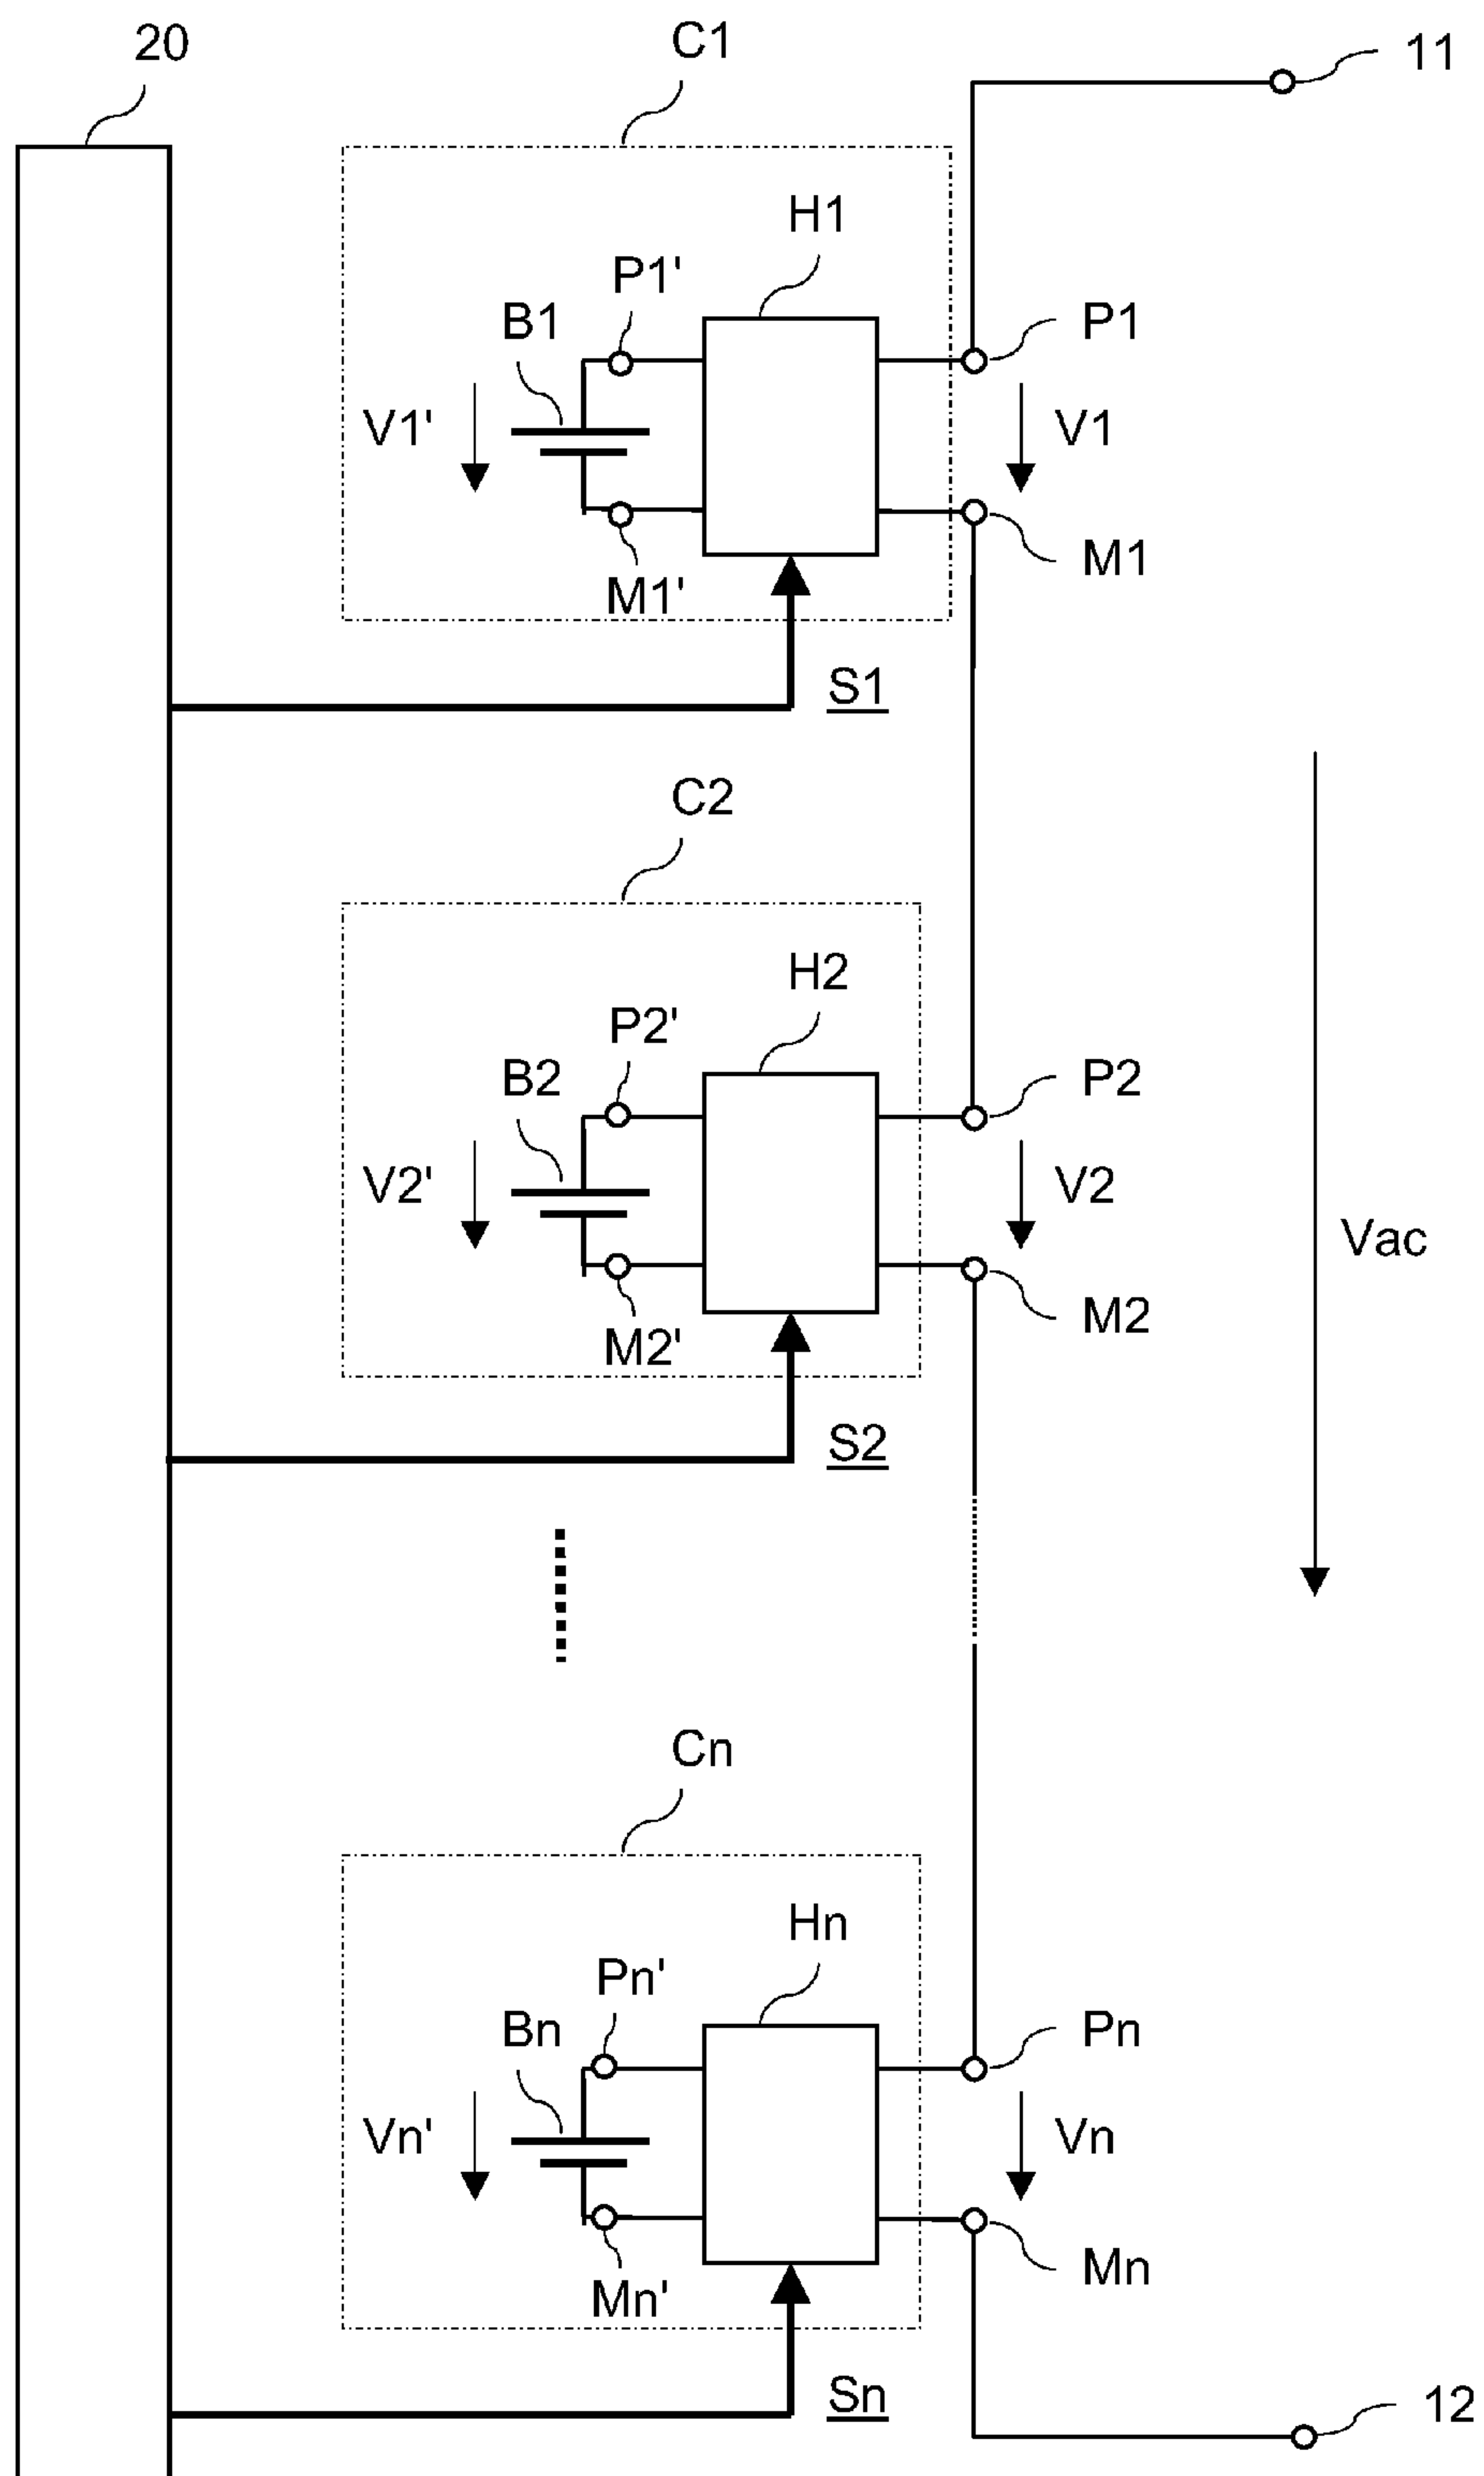 20
C1
11
H1
P1'
B1
P1
V1'
V1
M1
M1'
S1
C2
H2
P2'
B2
P2
V2'
V2
Vac
M2
M2'
S2
Cn
Hn
Pn'
Bn
Pn
Vn'
Vn
Mn
Mn'
Sn
12